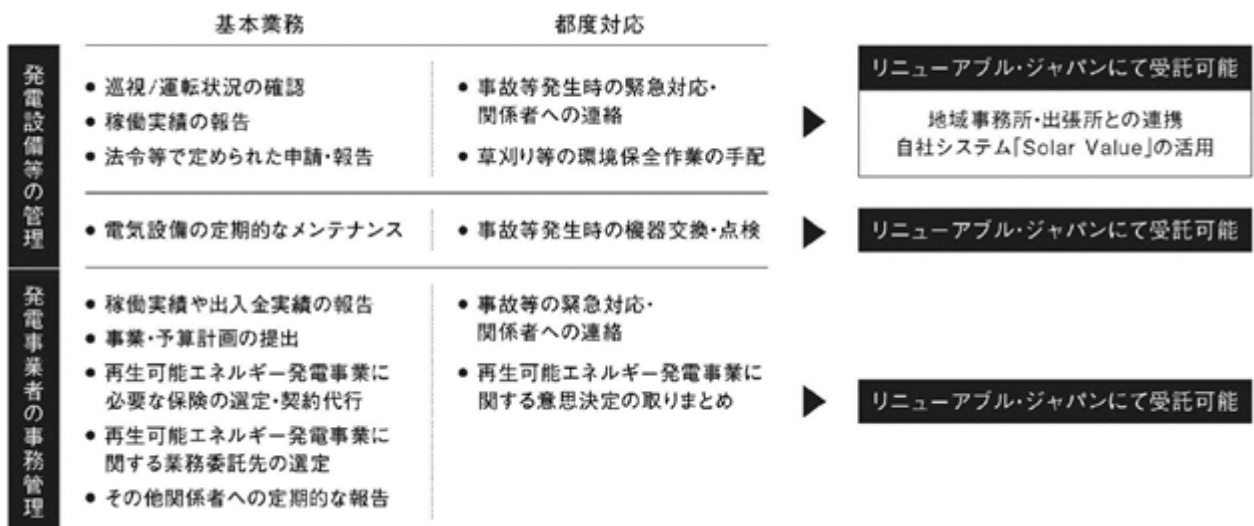 基本業務
都度対応
発電設備等の管理
● 巡視/運転状況の確認
● 稼働実績の報告
● 法令等で定められた申請・報告
● 事故等発生時の緊急対応・
関係者への連絡
● 草刈り等の環境保全作業の手配
▶
リニューアブル・ジャパンにて受託可能
地域事務所・出張所との連携
自社システム「Solar Value」の活用
● 電気設備の定期的なメンテナンス
● 事故等発生時の機器交換・点検
▶
リニューアブル・ジャパンにて受託可能
発電事業者の事務管理
● 稼働実績や出入金実績の報告
● 事業・予算計画の提出
● 再生可能エネルギー発電事業に
必要な保険の選定・契約代行
● 再生可能エネルギー発電事業に
関する業務委託先の選定
● その他関係者への定期的な報告
● 事故等の緊急対応・
関係者への連絡
● 再生可能エネルギー発電事業に
関する意思決定の取りまとめ
▶
リニューアブル・ジャパンにて受託可能